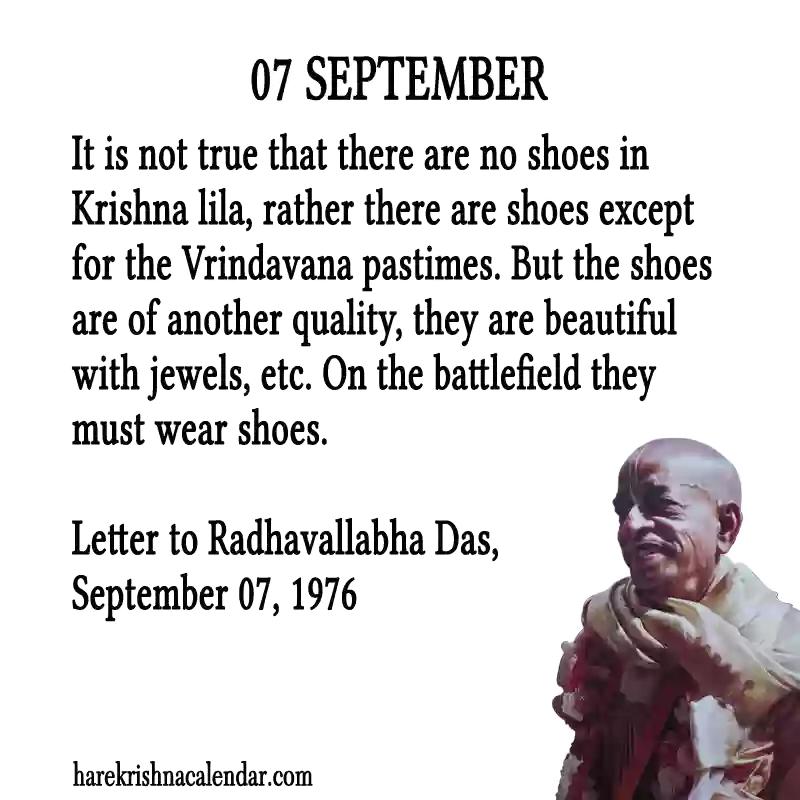 07 SEPTEMBER
It is not true that there are no shoes in
Krishna lila, rather there are shoes except
for the Vrindavana pastimes. But the shoes
are of another quality, they are beautiful
with jewels, etc. On the battlefield they
must wear shoes.
Letter to Radhavallabha Das,
September 07, 1976
harekrishnacalendar.com